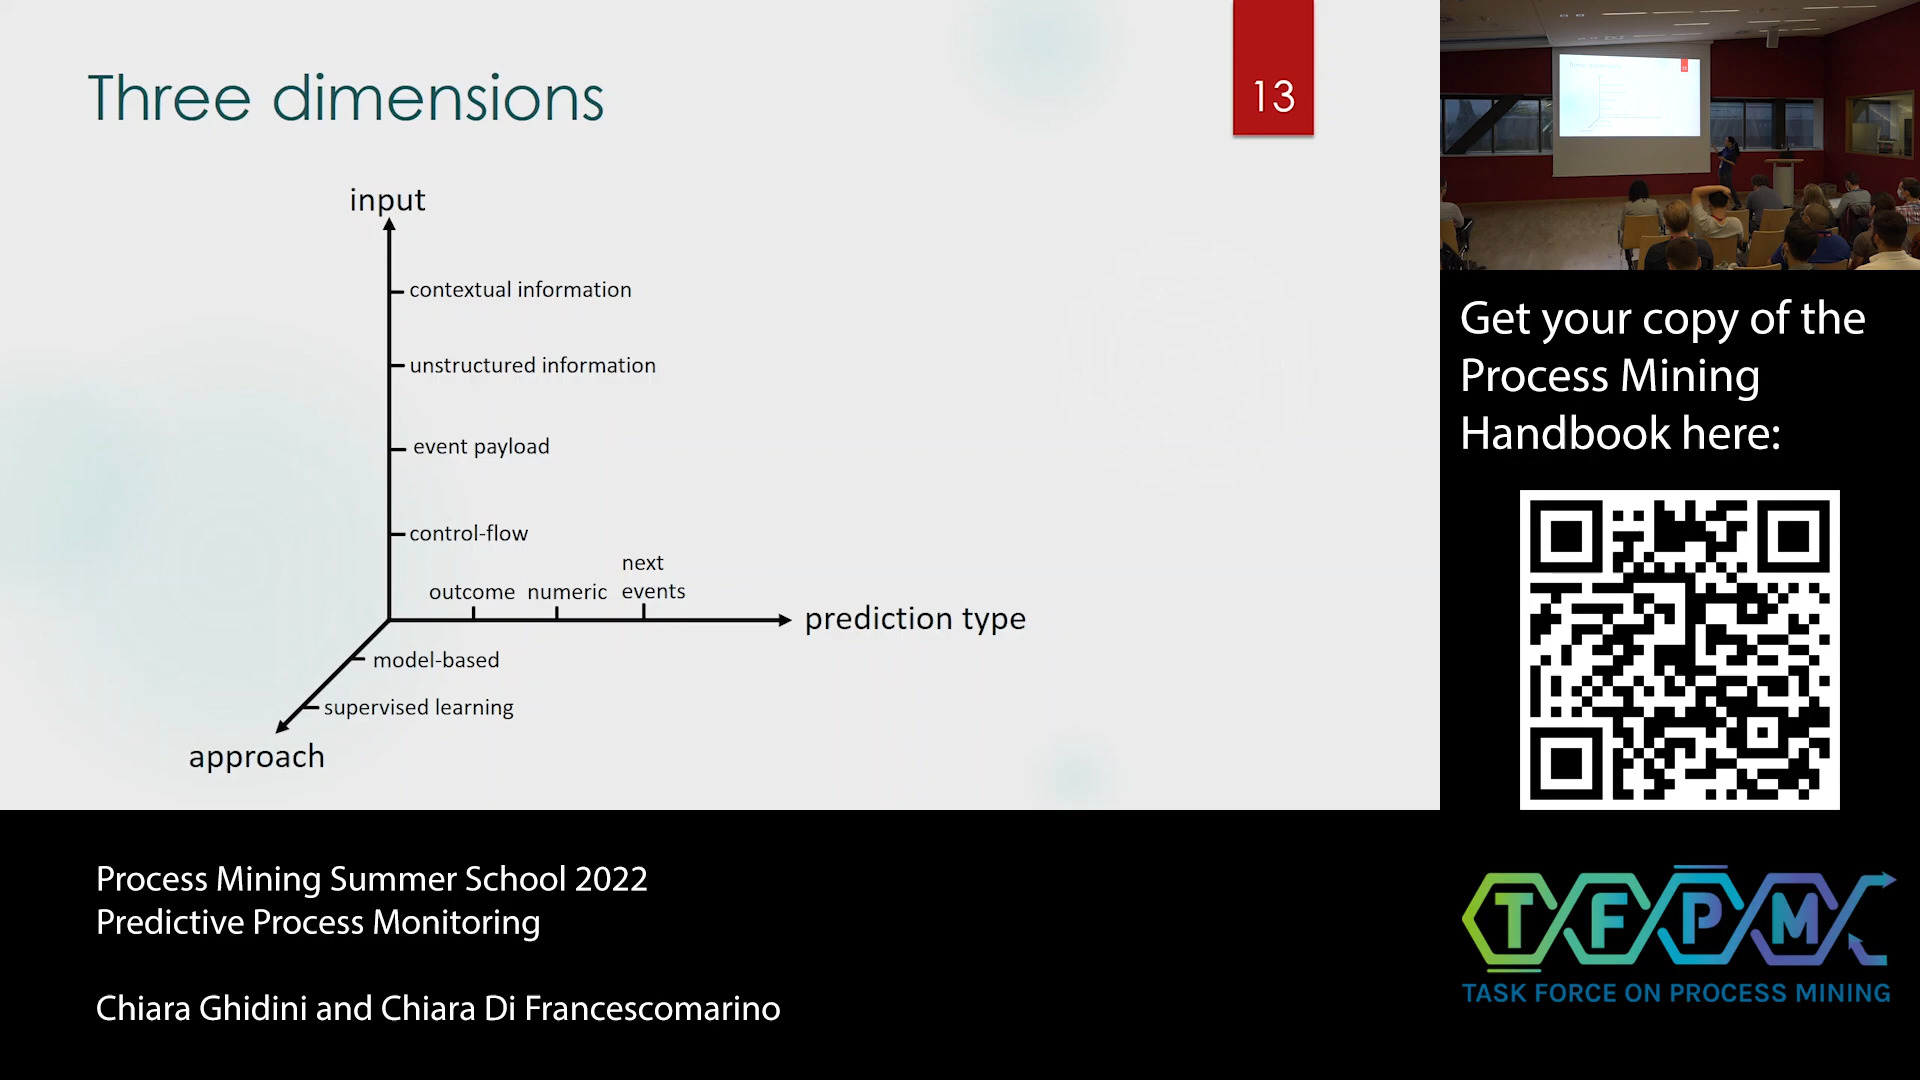 Three dimensions
13
input
contextual information
unstructured information
event payload
control-flow
next
outcome numeric events
prediction type
model-based
supervised learning
approach
Get your copy of the
Process Mining
Handbook here:
Process Mining Summer School 2022
Predictive Process Monitoring
Chiara Ghidini and Chiara Di Francescomarino
TFPM
TASK FORCE ON PROCESS MINING